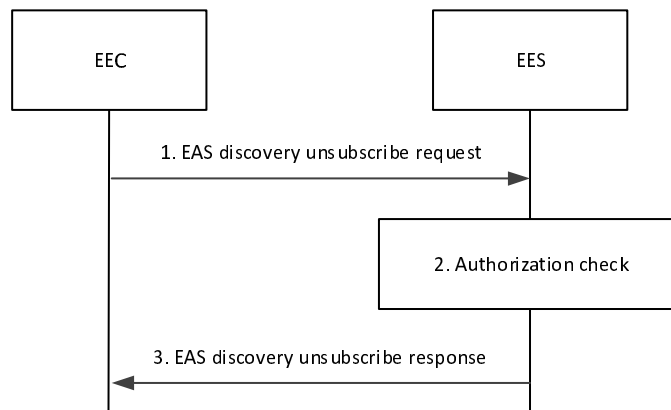 EEC
EES
1. EAS discovery unsubscribe request
2. Authorization check
3. EAS discovery unsubscribe response